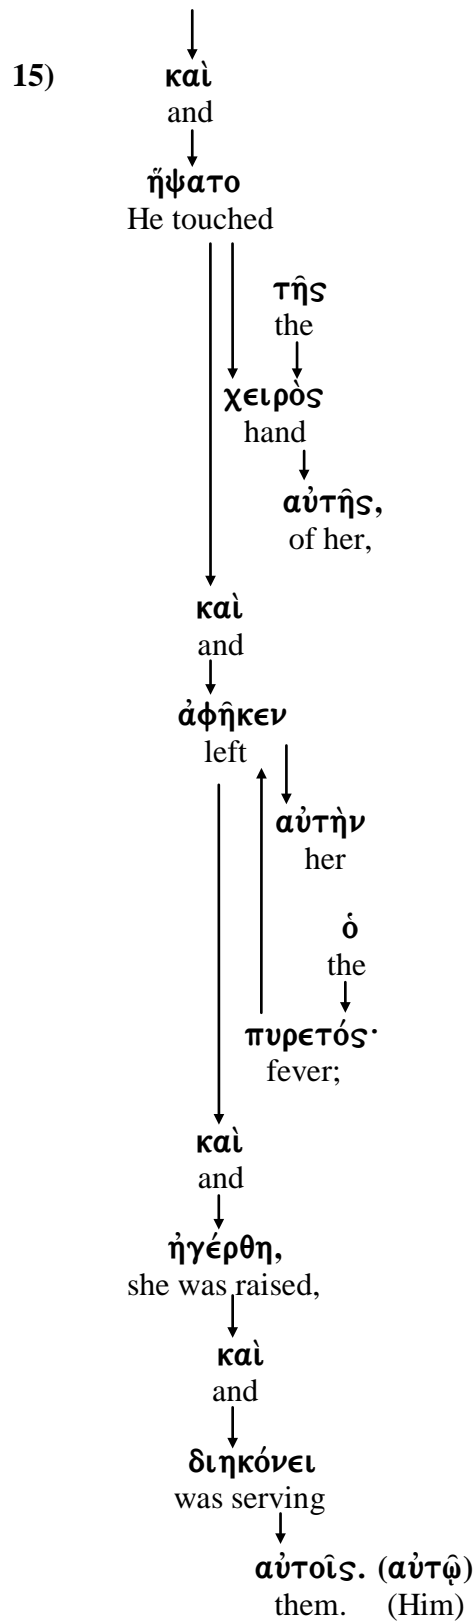 15) καὶ
and
ἥψατο
He touched
τῆς
the
χειρὸς
hand
αὐτῆς,
of her,
καὶ
and
ἀφῆκεν
left
αὐτὴν
her
ὁ
the
πυρετός·
fever;
καὶ
and
ἠγέρθη,
she was raised,
καὶ
and
διηκόνει
was serving
αὐτοῖς. (αὐτῷ)
them. (Him)